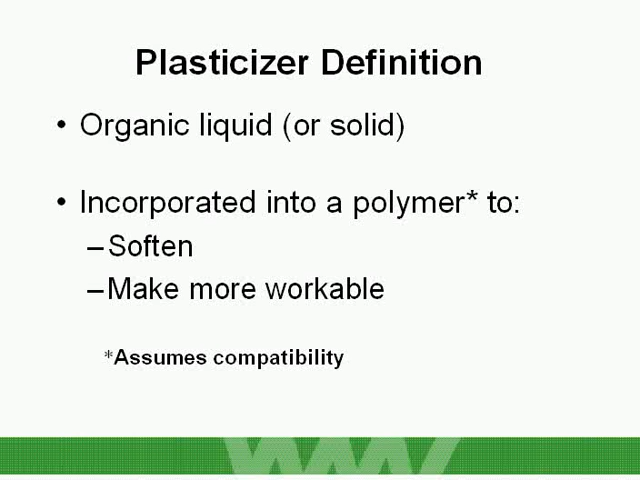 Plasticizer Definition
• Organic liquid (or solid)
• Incorporated into a polymer* to:
–Soften
–Make more workable
*Assumes compatibility